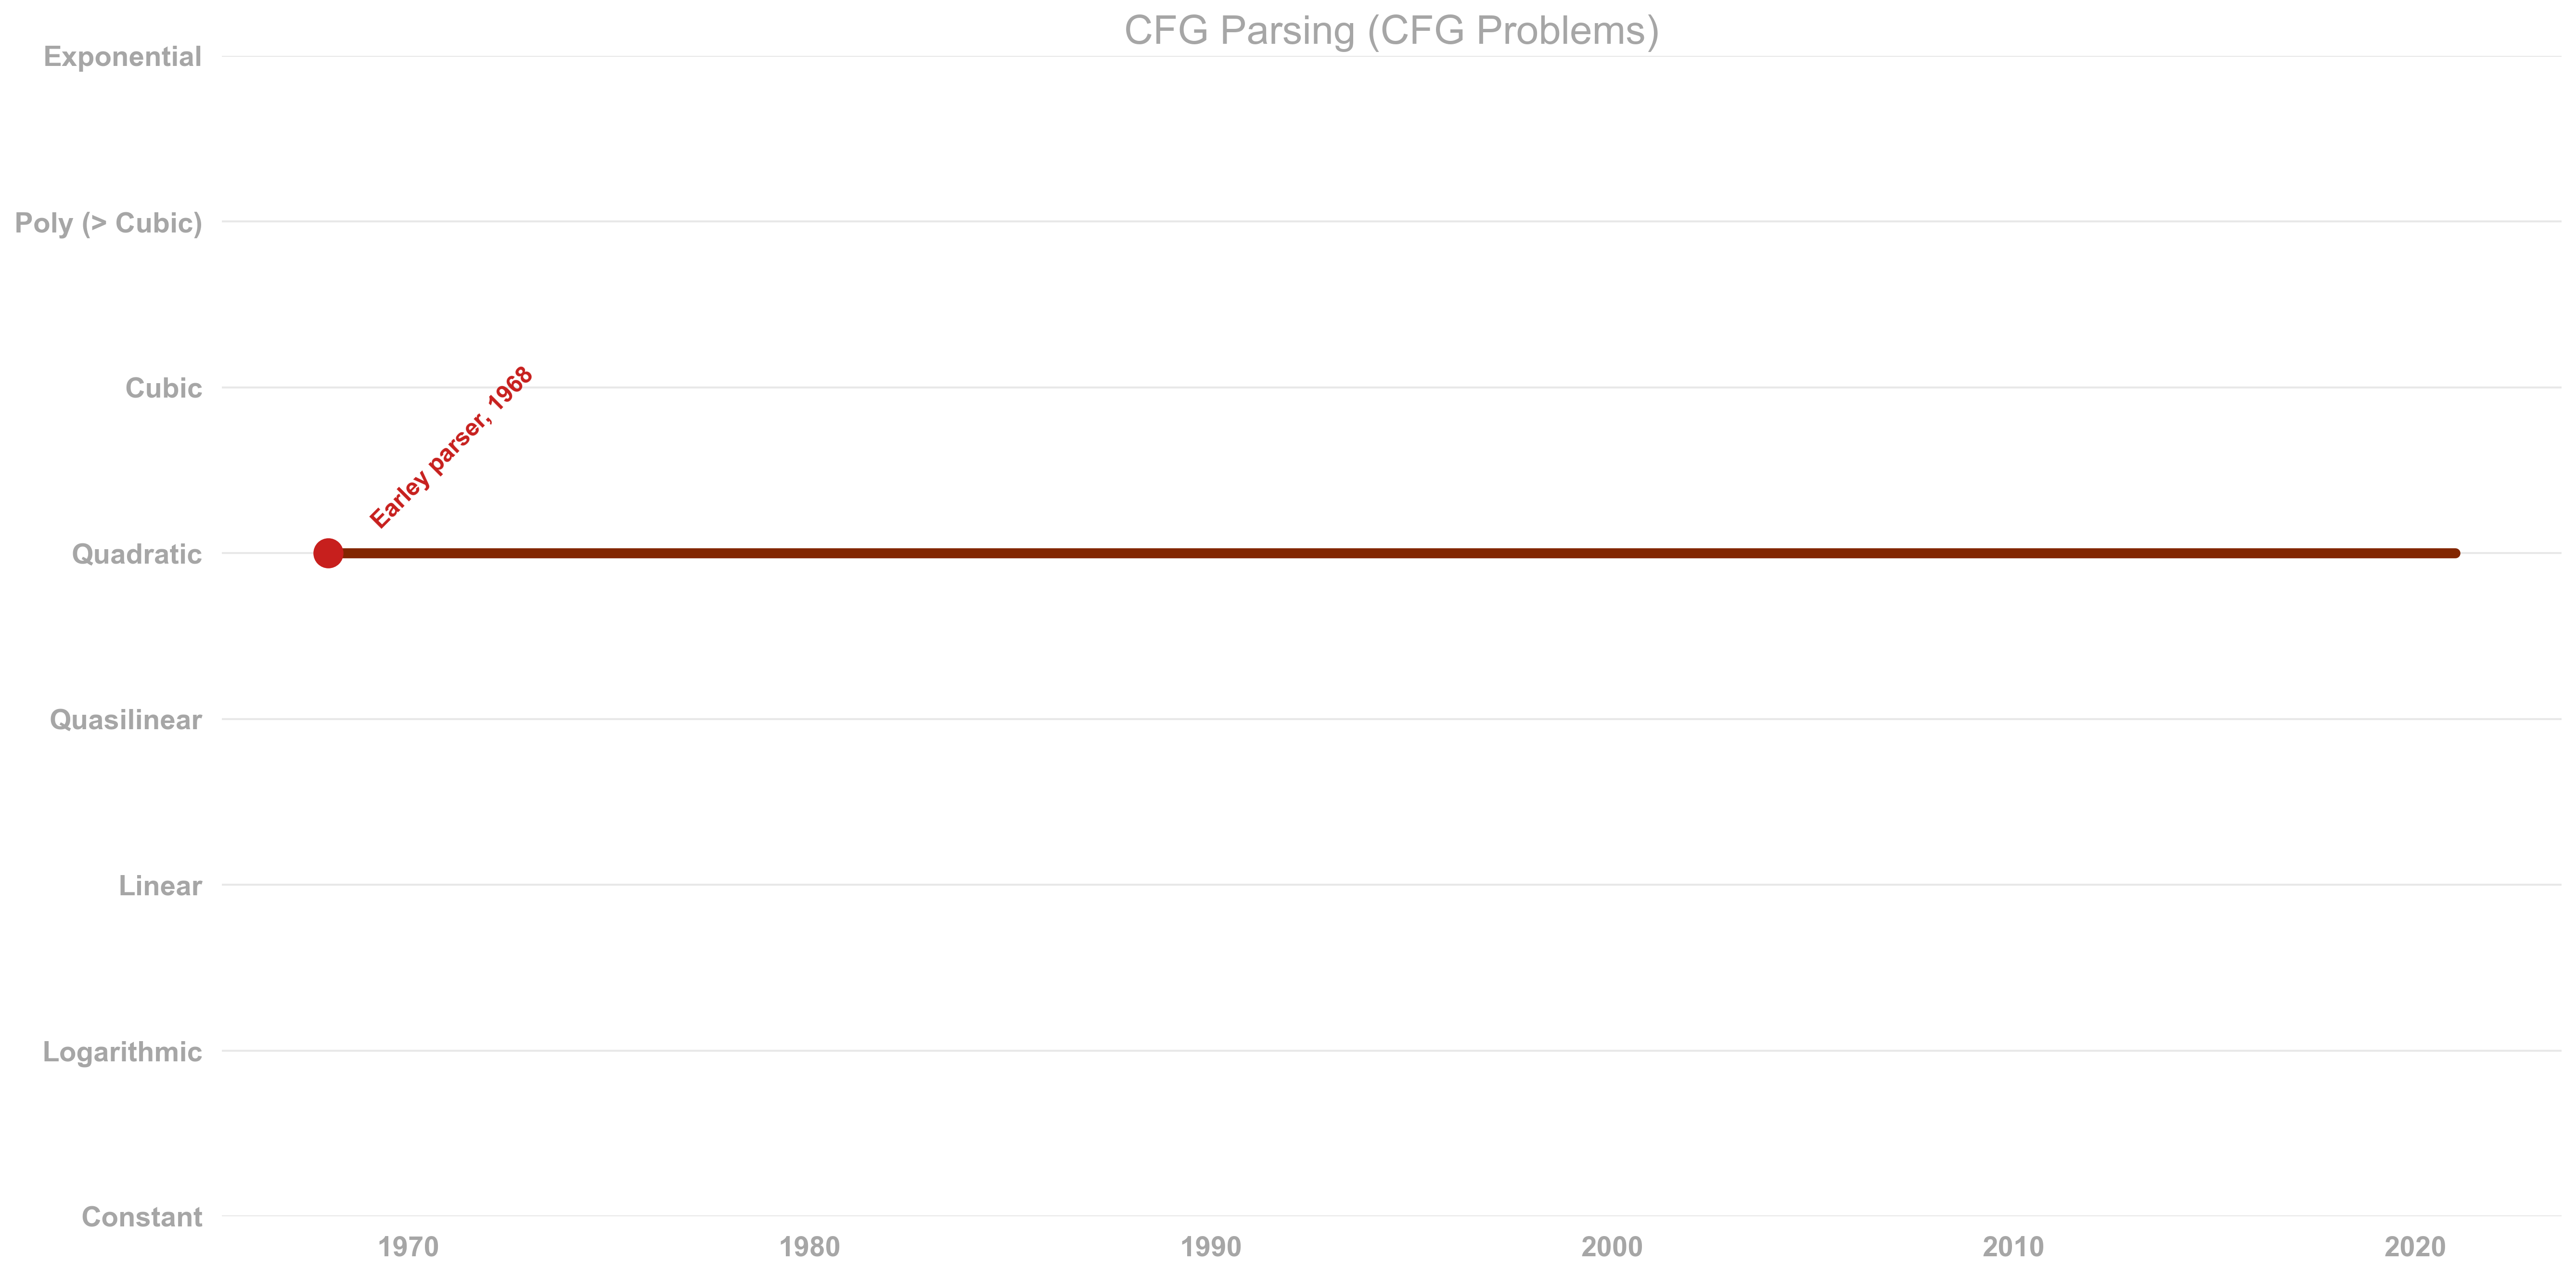 CFG Parsing (CFG Problems)
Exponential
Poly (> Cubic)
Cubic
Earley parser, 1968
Quadratic
Quasilinear
Linear
Logarithmic
Constant
1970 1980 1990 2000 2010 2020